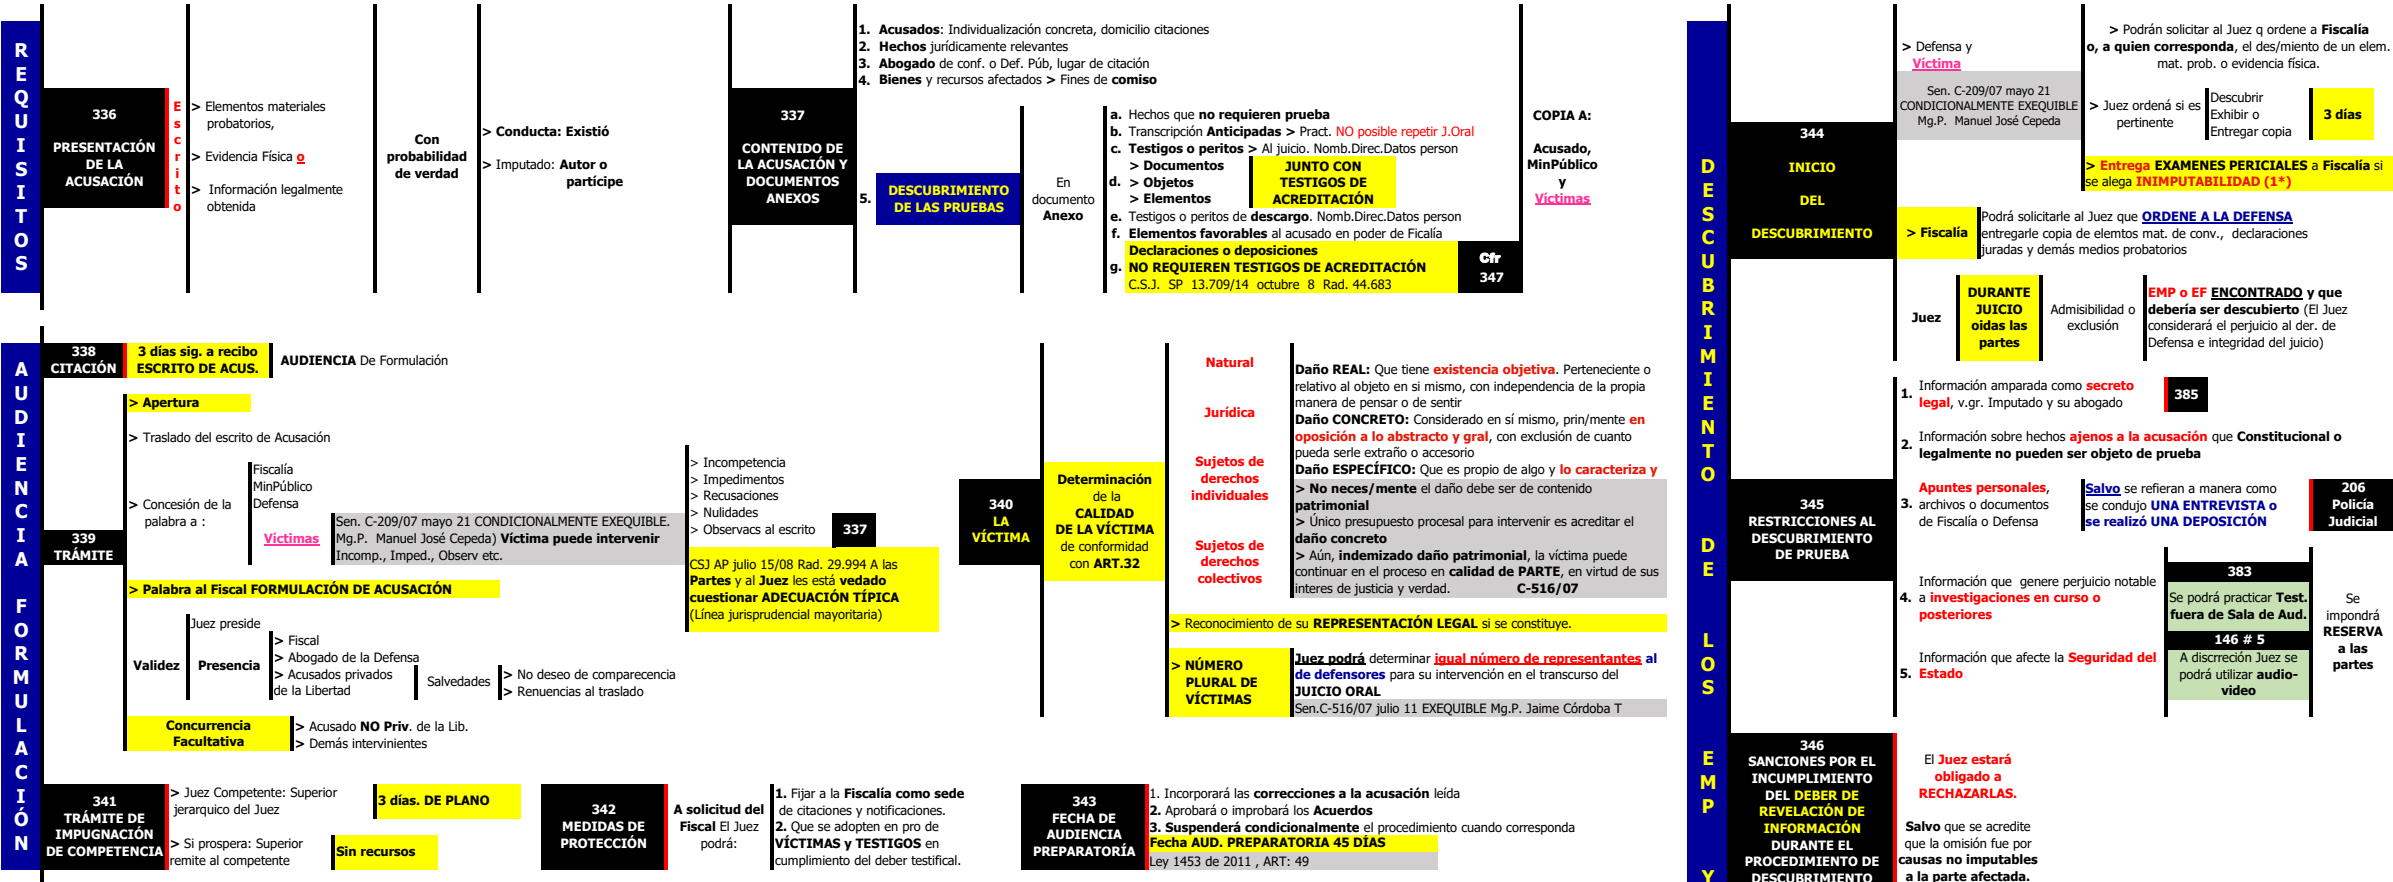 REQUISITOS
336
PRESENTACIÓN
DE LA
ACUSACIÓN
Escrito
> Elementos materiales
probatorios,
> Evidencia Física o
> Información legalmente
obtenida
Con
probabilidad
de verdad
> Conducta: Existió
> Imputado: Autor o
partícipe
337
CONTENIDO DE
LA ACUSACIÓN Y
DOCUMENTOS
ANEXOS
1. Acusados: Individualización concreta, domicilio citaciones
2. Hechos jurídicamente relevantes
3. Abogado de conf. o Def. Púb, lugar de citación
4. Bienes y recursos afectados > Fines de comiso
5. DESCUBRIMIENTO
DE LAS PRUEBAS
En
documento
Anexo
a. Hechos que no requieren prueba
b. Transcripción Anticipadas > Pract. NO posible repetir J.Oral
c. Testigos o peritos > Al juicio. Nomb.Direc.Datos person
> Documentos
d. > Objetos
> Elementos
JUNTO CON
TESTIGOS DE
ACREDITACIÓN
e. Testigos o peritos de descargo. Nomb.Direc.Datos person
f. Elementos favorables al acusado en poder de Ficalía
Declaraciones o deposiciones
g. NO REQUIEREN TESTIGOS DE ACREDITACIÓN
C.S.J. SP 13.709/14 octubre 8 Rad. 44.683
Cfr
347
COPIA A:
Acusado,
MinPúblico
y
Víctimas
AUDIENCIA FORMULACIÓN
338
CITACIÓN
3 días sig. a recibo
ESCRITO DE ACUS.
AUDIENCIA De Formulación
339
TRÁMITE
> Apertura
> Traslado del escrito de Acusación
> Concesión de la
palabra a :
Fiscalía
MinPúblico
Defensa
Víctimas
Sen. C-209/07 mayo 21 CONDICIONALMENTE EXEQUIBLE.
Mg.P. Manuel José Cepeda) Víctima puede intervenir
Incomp., Imped., Observ etc.
> Incompetencia
> Impedimentos
> Recusaciones
> Nulidades
> Observacs al escrito
337
CSJ AP julio 15/08 Rad. 29.994 A las
Partes y al Juez les está vedado
cuestionar ADECUACIÓN TÍPICA
(Línea jurisprudencial mayoritaria)
> Palabra al Fiscal FORMULACIÓN DE ACUSACIÓN
Validez
Juez preside
Presencia
> Fiscal
> Abogado de la Defensa
> Acusados privados
de la Libertad
Salvedades
> No deseo de comparecencia
> Renuencias al traslado
Concurrencia
Facultativa
> Acusado NO Priv. de la Lib.
> Demás intervinientes
340
LA
VÍCTIMA
Determinación
de la
CALIDAD
DE LA VÍCTIMA
de conformidad
con ART.32
Natural
Jurídica
Sujetos de
derechos
individuales
Sujetos de
derechos
colectivos
Daño REAL: Que tiene existencia objetiva. Perteneciente o
relativo al objeto en si mismo, con independencia de la propia
manera de pensar o de sentir
Daño CONCRETO: Considerado en sí mismo, prin/mente en
oposición a lo abstracto y gral, con exclusión de cuanto
pueda serle extraño o accesorio
Daño ESPECÍFICO: Que es propio de algo y lo caracteriza y
> No neces/mente el daño debe ser de contenido
patrimonial
> Único presupuesto procesal para intervenir es acreditar el
daño concreto
> Aún, indemizado daño patrimonial, la víctima puede
continuar en el proceso en calidad de PARTE, en virtud de sus
interes de justicia y verdad. C-516/07
> Reconocimiento de su REPRESENTACIÓN LEGAL si se constituye.
> NÚMERO
PLURAL DE
VÍCTIMAS
Juez podrá determinar igual número de representantes al
de defensores para su intervención en el transcurso del
JUICIO ORAL
Sen.C-516/07 julio 11 EXEQUIBLE Mg.P. Jaime Córdoba T
341
TRÁMITE DE
IMPUGNACIÓN
DE COMPETENCIA
> Juez Competente: Superior
jerarquico del Juez
3 días. DE PLANO
> Si prospera: Superior
remite al competente
Sin recursos
342
MEDIDAS DE
PROTECCIÓN
A solicitud del
Fiscal El Juez
podrá:
1. Fijar a la Fiscalía como sede
de citaciones y notificaciones.
2. Que se adopten en pro de
VÍCTIMAS y TESTIGOS en
cumplimiento del deber testifical.
343
FECHA DE
AUDIENCIA
PREPARATORÍA
1. Incorporará las correcciones a la acusación leída
2. Aprobará o improbará los Acuerdos
3. Suspenderá condicionalmente el procedimiento cuando corresponda
Fecha AUD. PREPARATORIA 45 DÍAS
Ley 1453 de 2011 , ART: 49
DESCUBRIMIENTO DE LOS EMP Y
344
INICIO
DEL
DESCUBRIMIENTO
> Defensa y
Víctima
Sen. C-209/07 mayo 21
CONDICIONALMENTE EXEQUIBLE
Mg.P. Manuel José Cepeda
> Podrán solicitar al Juez q ordene a Fiscalía
o, a quien corresponda, el des/miento de un elem.
mat. prob. o evidencia física.
> Juez ordená si es
pertinente
Descubrir
Exhibir o
Entregar copia
3 días
> Entrega EXAMENES PERICIALES a Fiscalía si
se alega INIMPUTABILIDAD (1*)
> Fiscalía
Podrá solicitarle al Juez que ORDENE A LA DEFENSA
entregarle copia de elemtos mat. de conv., declaraciones
juradas y demás medios probatorios
Juez
DURANTE
JUICIO
oidas las
partes
Admisibilidad o
exclusión
EMP o EF ENCONTRADO y que
debería ser descubierto (El Juez
considerará el perjuicio al der. de
Defensa e integridad del juicio)
345
RESTRICCIONES AL
DESCUBRIMIENTO
DE PRUEBA
1. Información amparada como secreto
legal, v.gr. Imputado y su abogado
385
2. Información sobre hechos ajenos a la acusación que Constitucional o
legalmente no pueden ser objeto de prueba
3. Apuntes personales,
archivos o documentos
de Fiscalía o Defensa
Salvo se refieran a manera como
se condujo UNA ENTREVISTA o
se realizó UNA DEPOSICIÓN
206
Policía
Judicial
4. Información que genere perjuicio notable
a investigaciones en curso o
posteriores
383
Se podrá practicar Test.
fuera de Sala de Aud.
5. Información que afecte la Seguridad del
Estado
146 # 5
A discrreción Juez se
podrá utilizar audio-
video
Se
impondrá
RESERVA
a las
partes
346
SANCIONES POR EL
INCUMPLIMIENTO
DEL DEBER DE
REVELACIÓN DE
INFORMACIÓN
DURANTE EL
PROCEDIMIENTO DE
DESCUBRIMIENTO
El Juez estará
obligado a
RECHAZARLAS.
Salvo que se acredite
que la omisión fue por
causas no imputables
a la parte afectada.